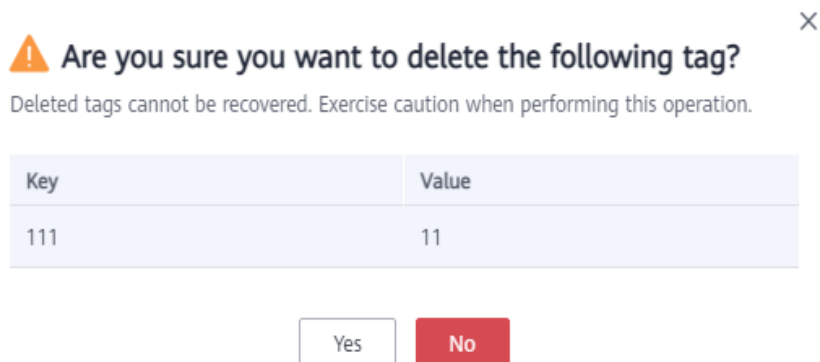 Are you sure you want to delete the following tag?
Deleted tags cannot be recovered. Exercise caution when performing this operation.
Key Value
111 11
Yes No